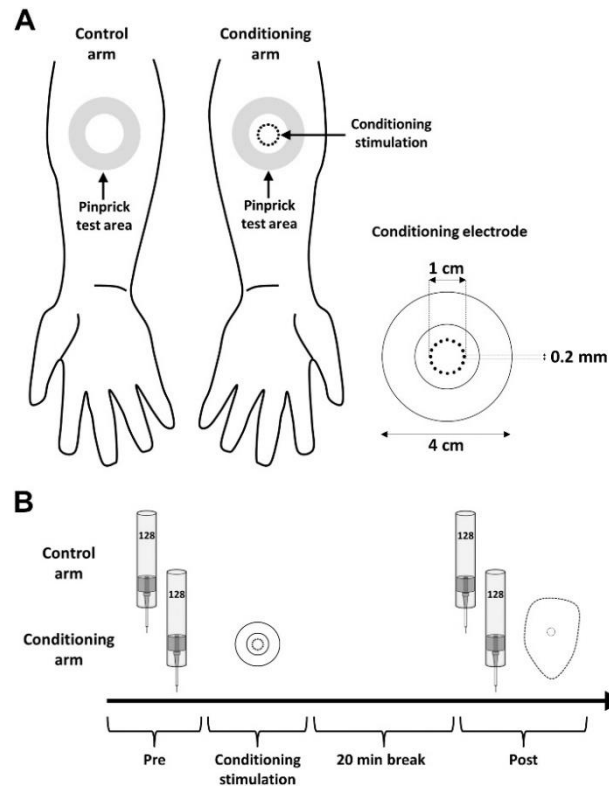 A
Control
arm
Conditioning
arm
Conditioning
stimulation
Pinprick
test area
Pinprick
test area
Conditioning electrode
1 cm
0.2 mm
4 cm
B
Control
arm
128
128
128
128
Conditioning
arm
Pre
Conditioning
stimulation
20 min break
Post